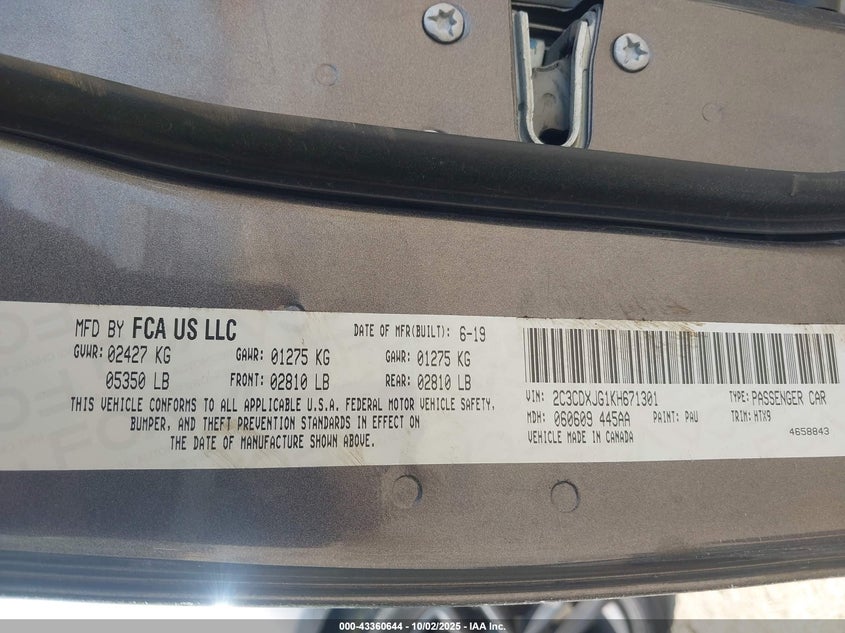 MFD BY FCA US LLC
DATE OF MFR(BUILT): 6-19
GVWR: 02427 KG GAWR: 01275 KG GAWR: 01275 KG
05350 LB FRONT: 02810 LB REAR: 02810 LB
THIS VEHICLE CONFORMS TO ALL APPLICABLE U.S.A. FEDERAL MOTOR VEHICLE SAFETY,
BUMPER, AND THEFT PREVENTION STANDARDS IN EFFECT ON
THE DATE OF MANUFACTURE SHOWN ABOVE.
VIN: 2C3CDXJG1KH671301 TYPE: PASSENGER CAR
MDH: 060609 445AA PAINT: PAU TRIM: HTX9
VEHICLE MADE IN CANADA 4658843
000-43360644 - 10/02/2025 - IAA Inc.